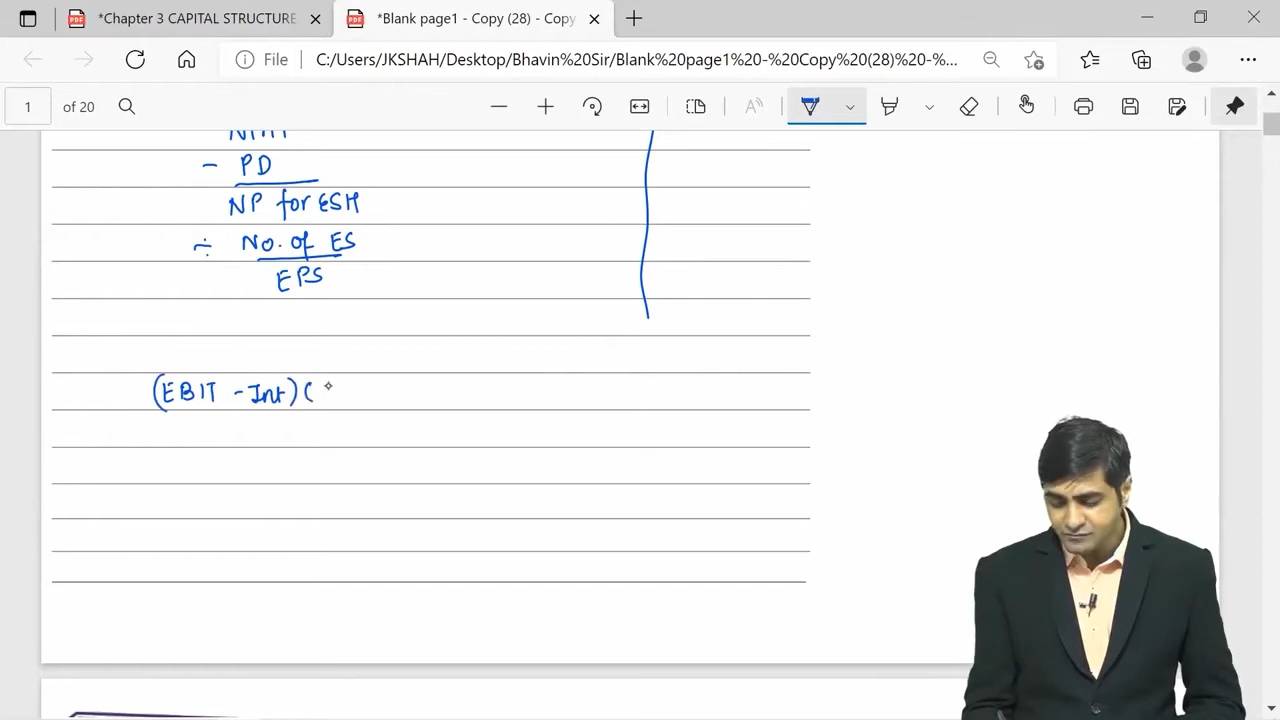 *Chapter 3 CAPITAL STRUCTURE
*Blank page1 - Copy (28) - Copy
File
C:/Users/JKSHAH/Desktop/Bhavin%20Sir/Blank%20page1%20-%20Copy%20(28)%20-%...
1 of 20
- PD
NP for ESH
÷ No. of ES
EPS
(EBIT - Int) (